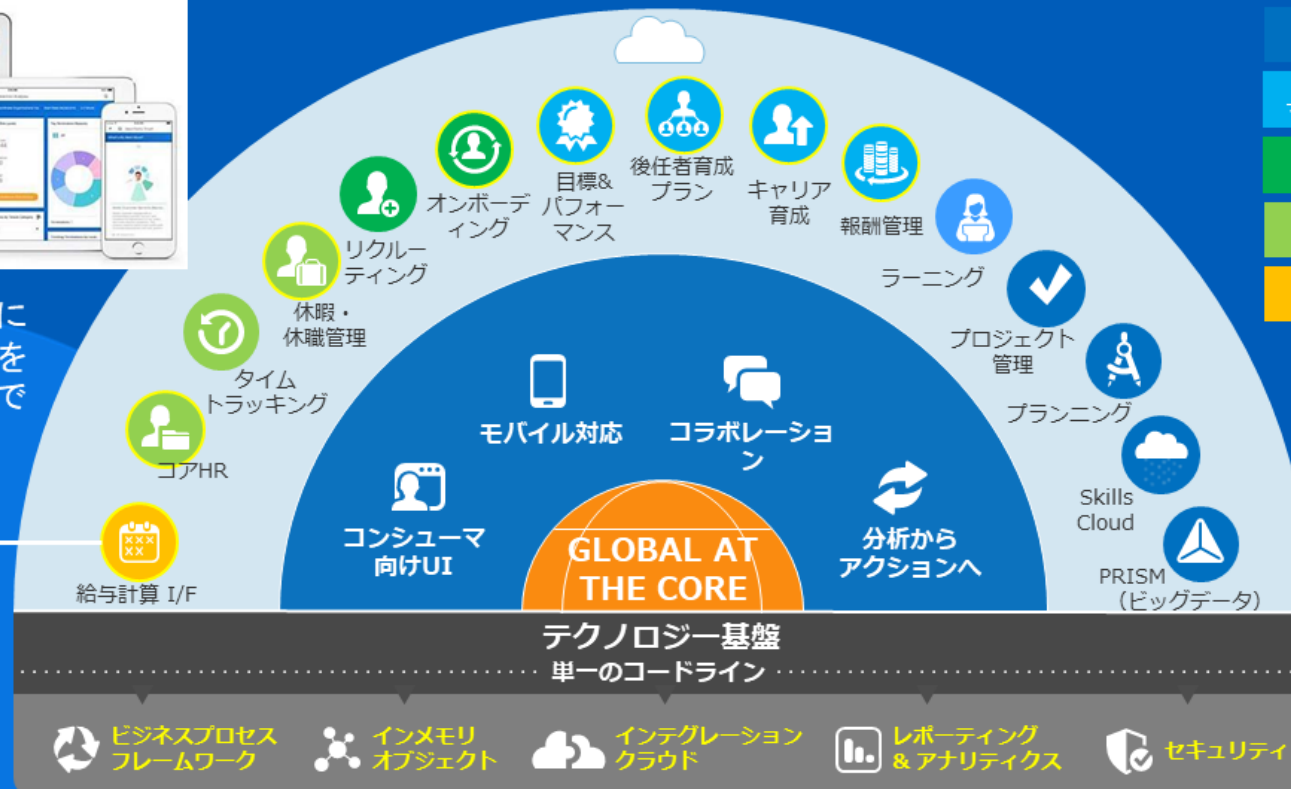 に
を
で
給与計算 I/F
コアHR
タイム
トラッキング
休暇・
休職管理
リクルー
ティング
オンボーデ
ィング
目標&
パフォー
マンス
後任者育成
プラン
キャリア
育成
報酬管理
ラーニング
プロジェクト
管理
プランニング
Skills
Cloud
PRISM
（ビッグデータ）
コンシューマ
向けUI
モバイル対応
コラボレーショ
ン
分析から
アクションへ
GLOBAL AT
THE CORE
テクノロジー基盤
単一のコードライン
ビジネスプロセス
フレームワーク
インメモリ
オブジェクト
インテグレーション
クラウド
レポーティング
& アナリティクス
セキュリティ